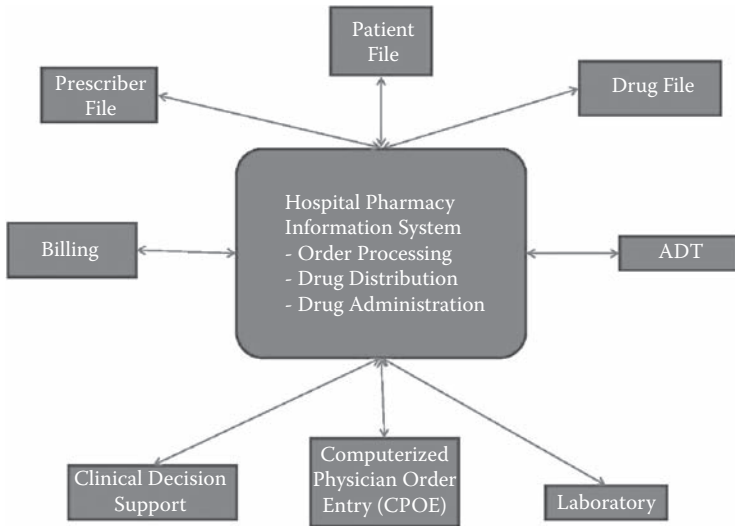 Patient
File
Prescriber
File
Drug File
Hospital Pharmacy
Information System
- Order Processing
- Drug Distribution
- Drug Administration
Billing
ADT
Clinical Decision
Support
Computerized
Physician Order
Entry (CPOE)
Laboratory